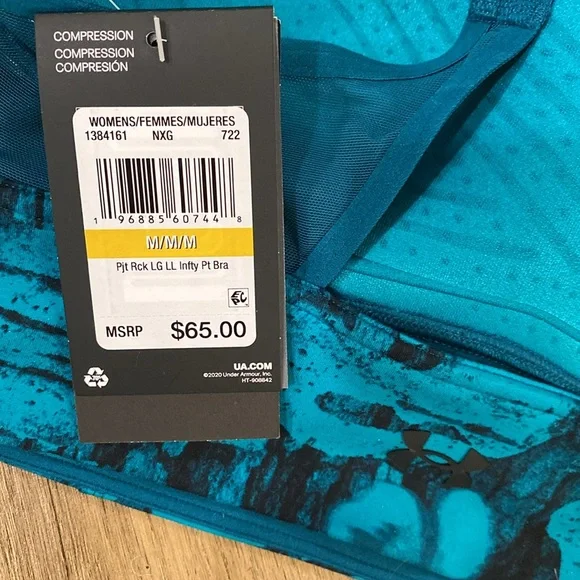 COMPRESSION
COMPRESSION
COMPRESIÓN
WOMENS/FEMMES/MUJERES
1384161 NXG 722
1 96885 60744 8
M/M/M
Pjt Rck LG LL Infty Pt Bra
MSRP $65.00
UA.COM
©2020 Under Armour, Inc.
HT-908842